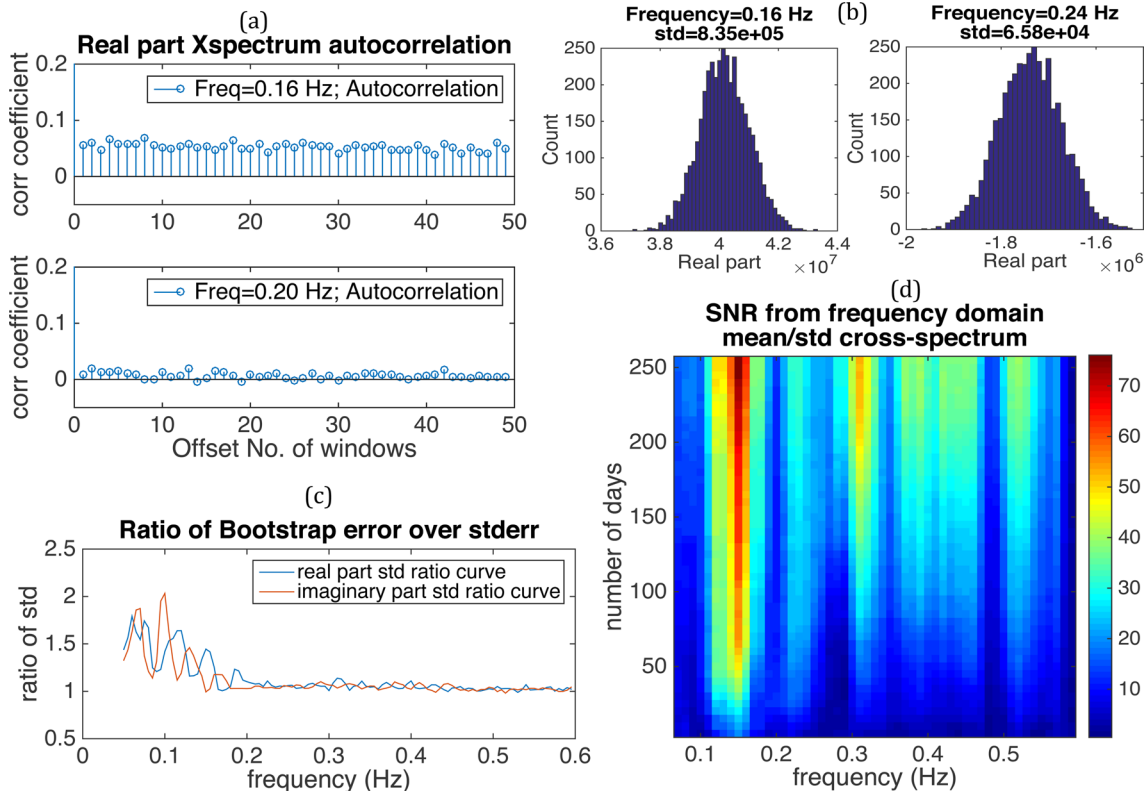 (a)
Real part Xspectrum autocorrelation
0.2
0.1
0
corr coefficient
Freq=0.16 Hz; Autocorrelation
0 10 20 30 40 50
0.2
0.1
0
corr coefficient
Freq=0.20 Hz; Autocorrelation
0 10 20 30 40 50
Offset No. of windows
(b)
Frequency=0.16 Hz
std=8.35e+05
250
200
150
100
50
0
Count
3.6 3.8 4 4.2 4.4
Real part
×10^7
Frequency=0.24 Hz
std=6.58e+04
250
200
150
100
50
0
Count
-2 -1.8 -1.6
Real part
×10^6
(c)
Ratio of Bootstrap error over stderr
2.5
2
1.5
1
0.5
ratio of std
real part std ratio curve
imaginary part std ratio curve
0 0.1 0.2 0.3 0.4 0.5 0.6
frequency (Hz)
(d)
SNR from frequency domain
mean/std cross-spectrum
250
200
150
100
50
number of days
0.1 0.2 0.3 0.4 0.5
frequency (Hz)
70
60
50
40
30
20
10